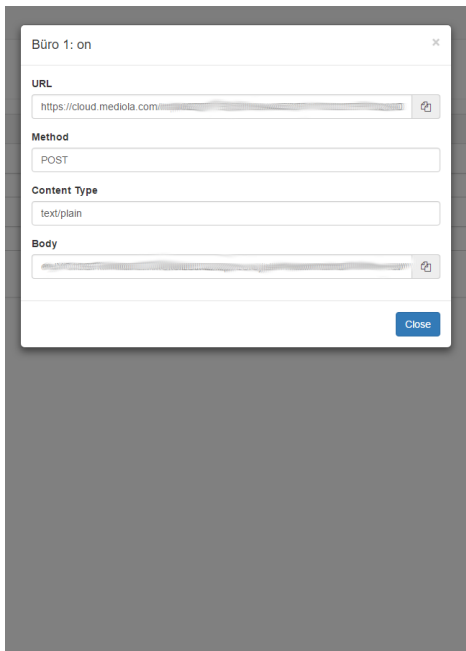 Büro 1: on
×
URL
https://cloud.mediola.com/
Method
POST
Content Type
text/plain
Body
Close